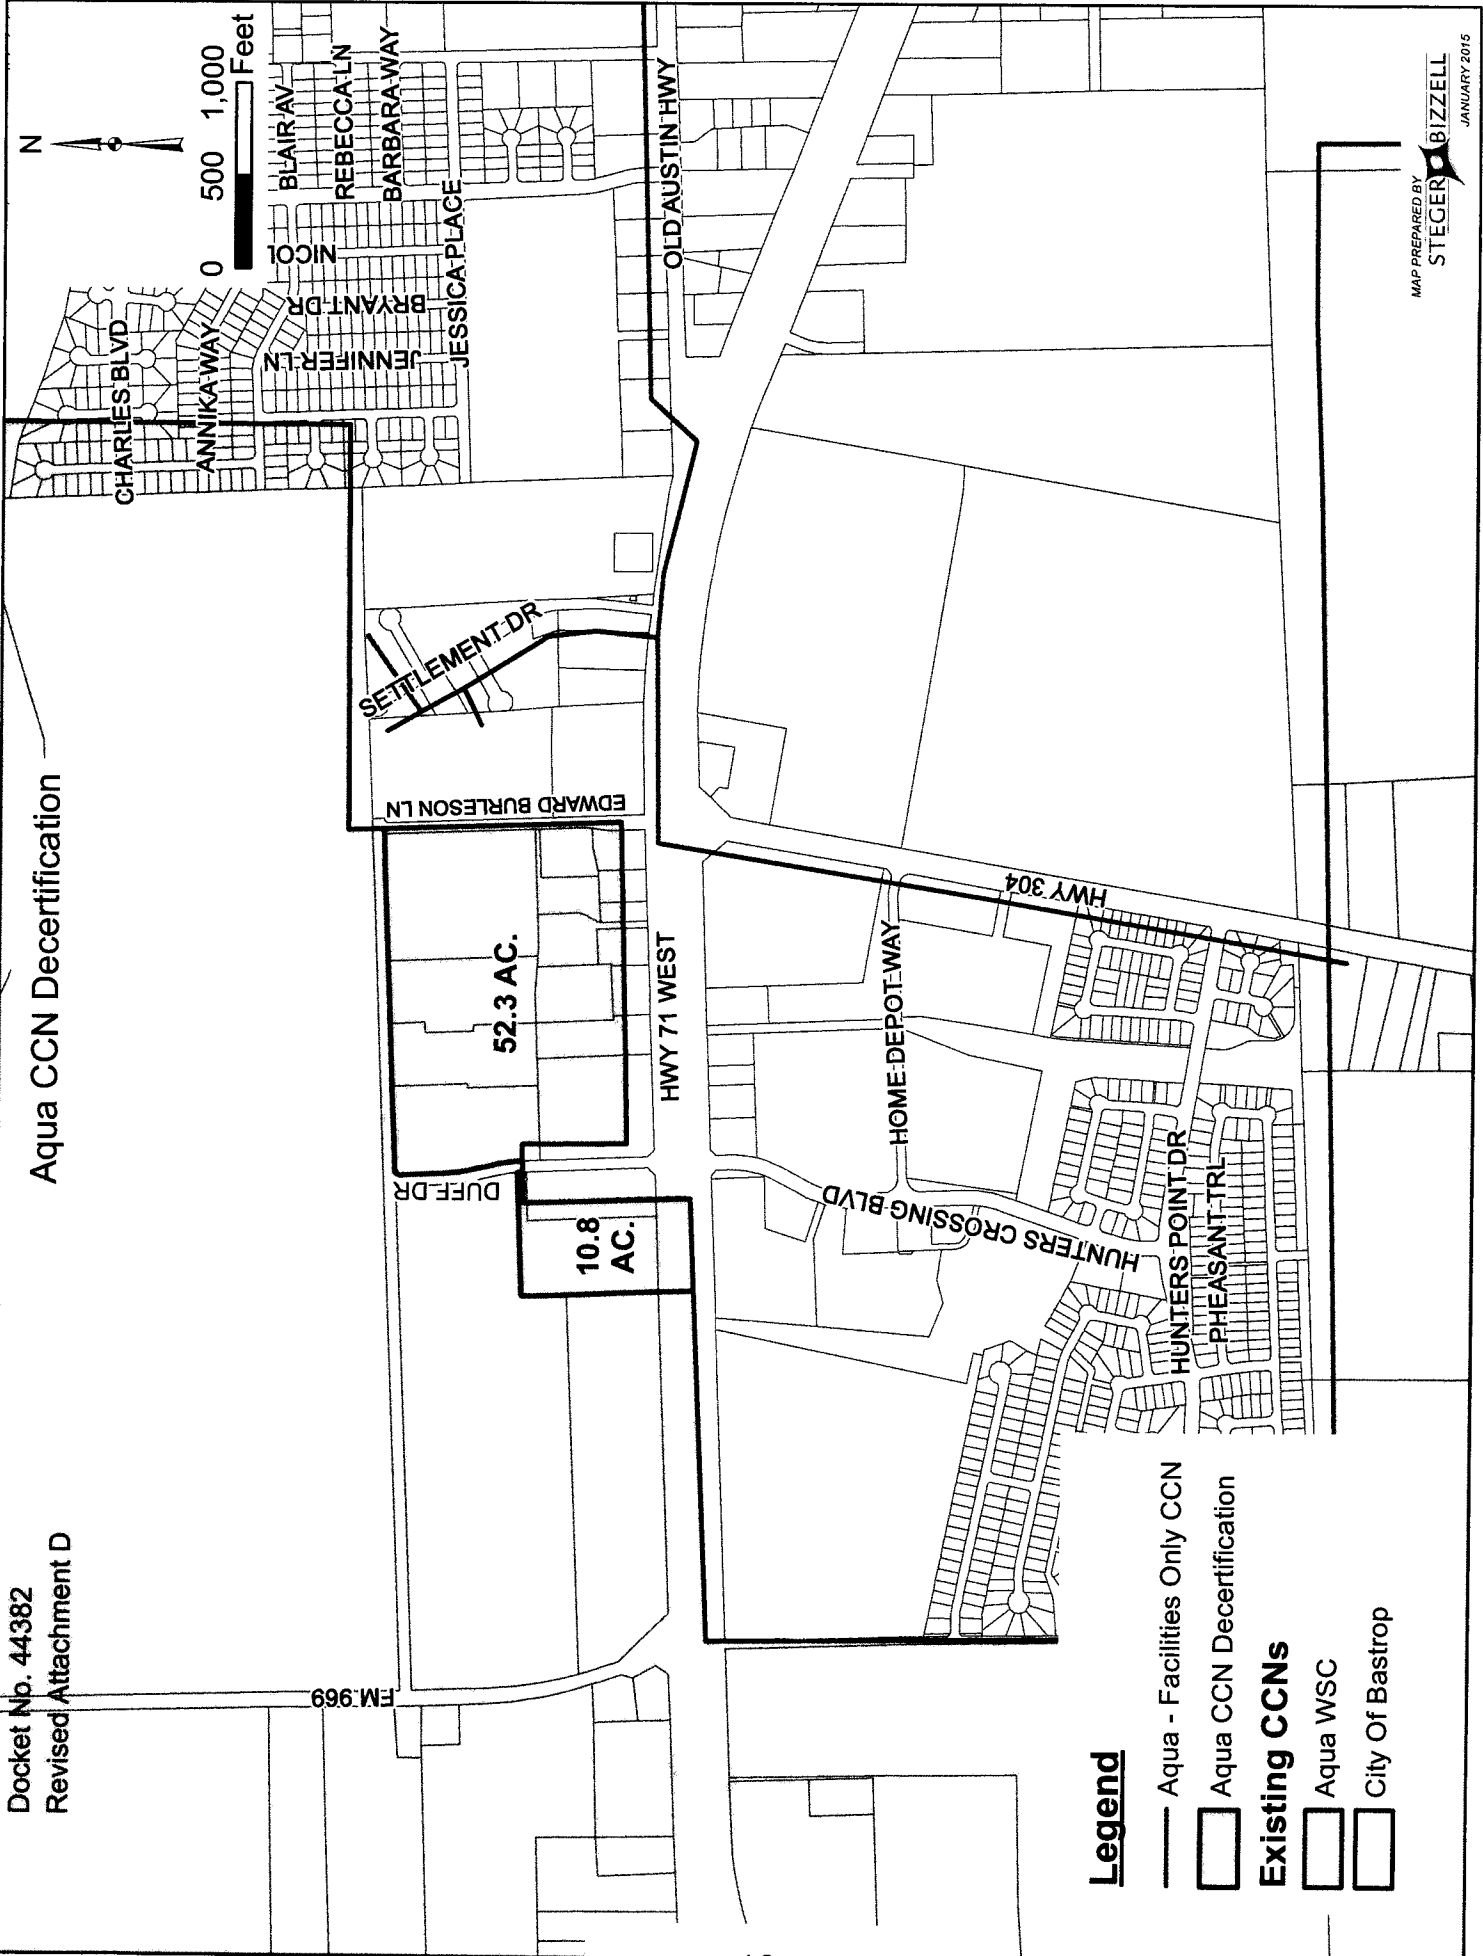 Docket No. 44382
Revised Attachment D
Aqua CCN Decertification
N
0 500 1,000
Feet
CHARLES BLVD
ANNIKA WAY
BLAIR AV
REBECCA LN
BARBARA WAY
NICOL
BRYANT DR
JENNIFER LN
JESSICA PLACE
OLD AUSTIN HWY
SETTLEMENT DR
EDWARD BURLESON LN
52.3 AC.
HWY 71 WEST
DUFF DR
10.8
AC.
FM 969
HOME DEPOT WAY
HWY 304
HUNTERS CROSSING BLVD
HUNTERS POINT DR
PHEASANT TRL
Legend
Aqua - Facilities Only CCN
Aqua CCN Decertification
Existing CCNs
Aqua WSC
City Of Bastrop
MAP PREPARED BY
STEGER BIZZELL
JANUARY 2015